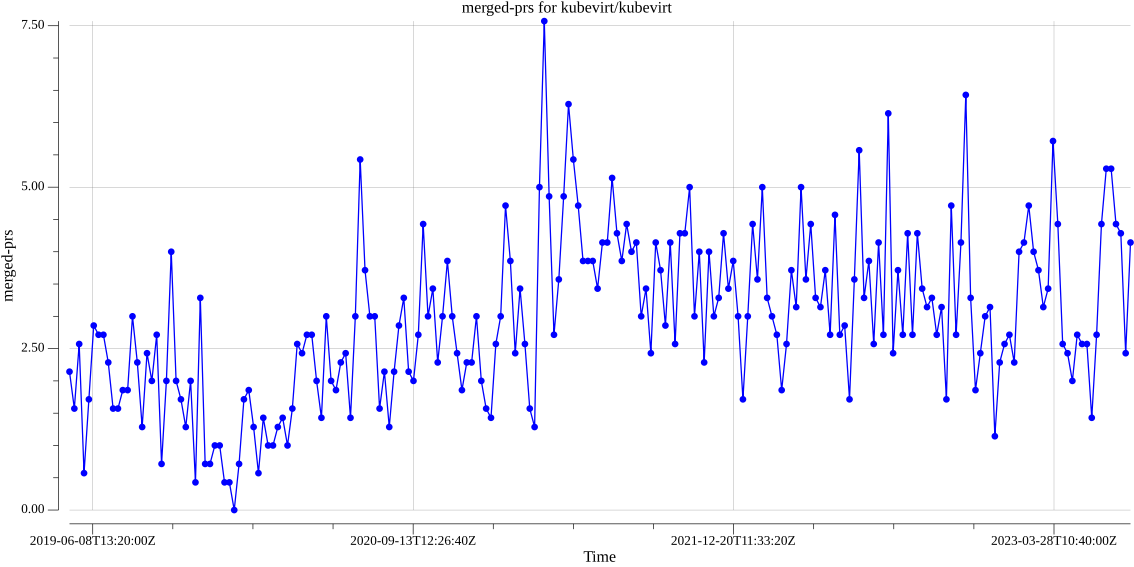 merged-prs for kubevirt/kubevirt
7.50
5.00
2.50
0.00
merged-prs
2019-06-08T13:20:00Z
2020-09-13T12:26:40Z
2021-12-20T11:33:20Z
2023-03-28T10:40:00Z
Time